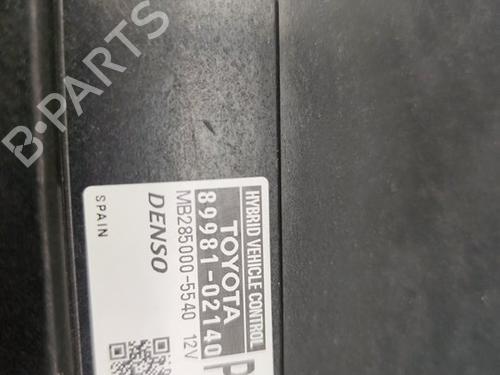 B-PARTS
HYBRID VEHICLE CONTROL
TOYOTA
89981-02140
MB285000-5540 12V
DENSO
SPAIN